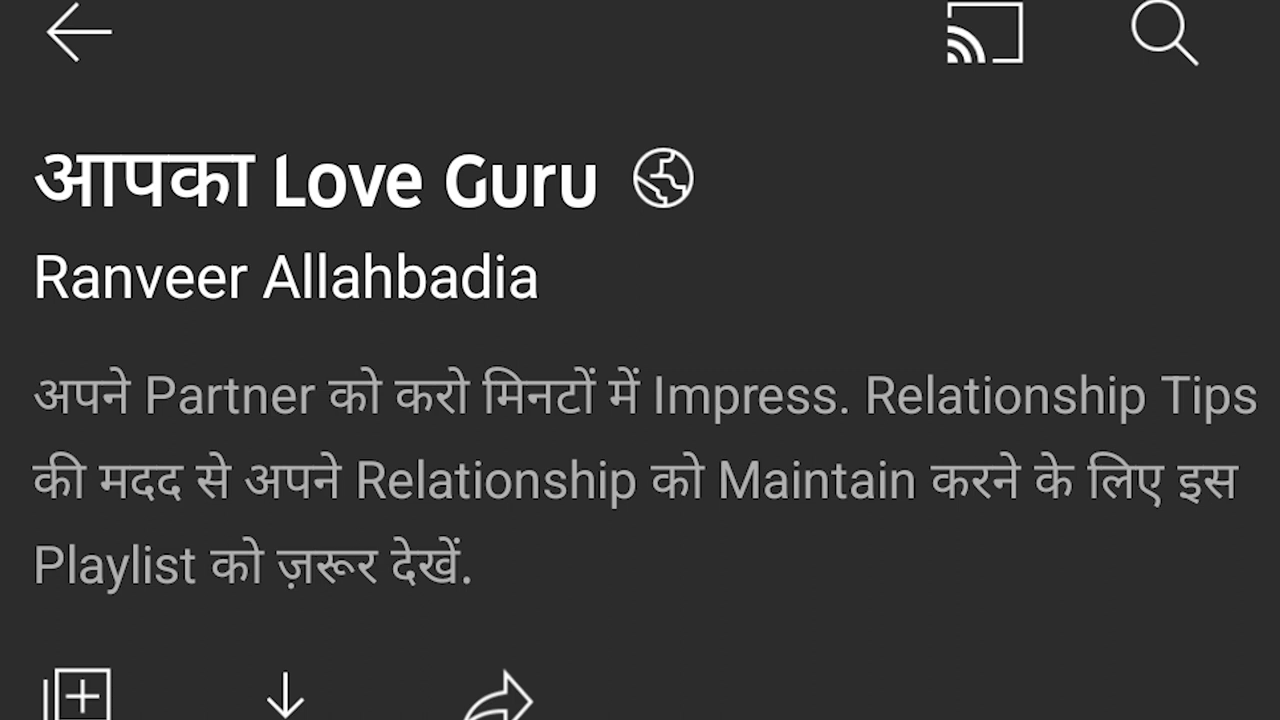 आपका Love Guru
Ranveer Allahbadia
अपने Partner को करो मिनटों में Impress. Relationship Tips
की मदद से अपने Relationship को Maintain करने के लिए इस
Playlist को ज़रूर देखें.